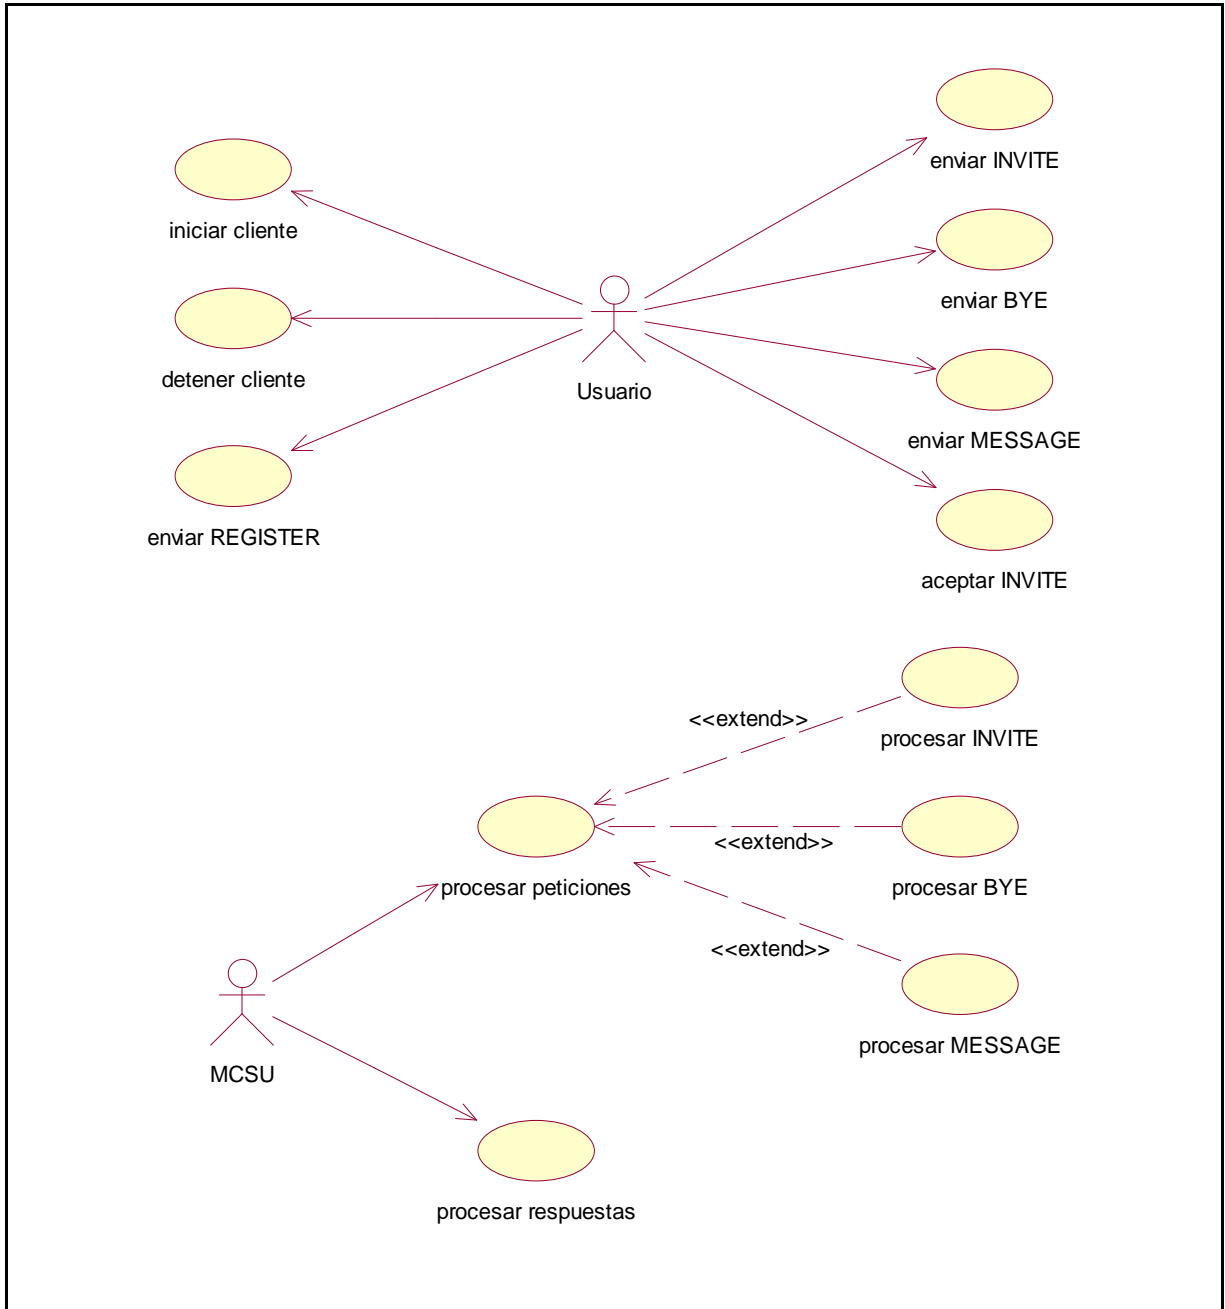 enviar INVITE
iniciar cliente
enviar BYE
detener cliente
Usuario
enviar MESSAGE
enviar REGISTER
aceptar INVITE
<<extend>>
procesar INVITE
<<extend>>
procesar peticiones
procesar BYE
<<extend>>
procesar MESSAGE
MCSU
procesar respuestas